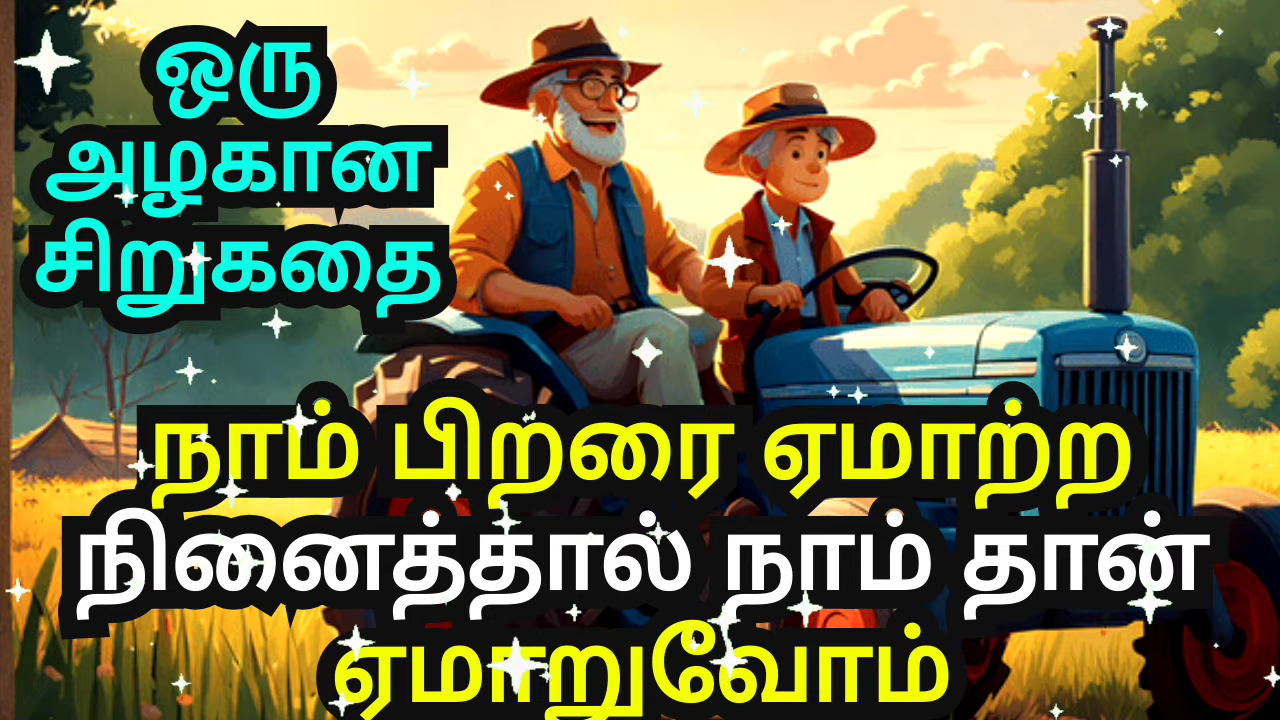 ஒரு
அழகான
சிறுகதை
நாம் பிறரை ஏமாற்ற
நினைத்தால் நாம் தான்
ஏமாறுவோம்